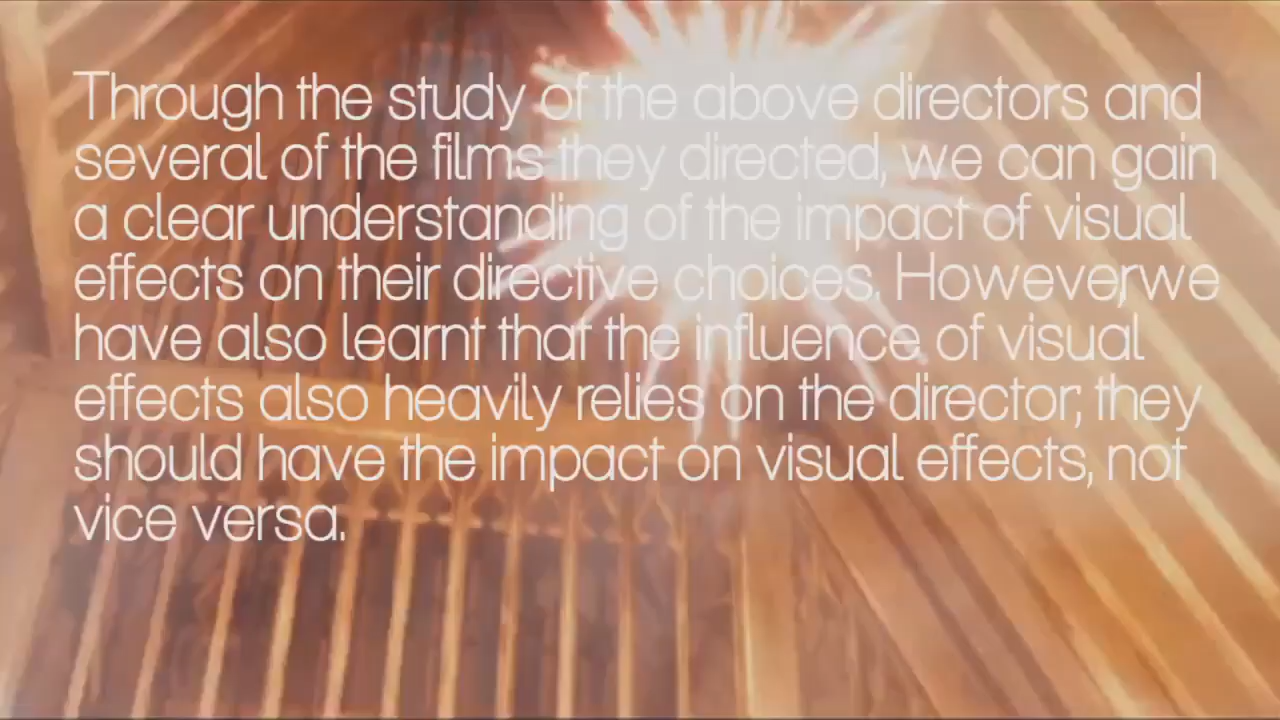 Through the study of the above directors and
several of the films they directed, we can gain
a clear understanding of the impact of visual
effects on their directive choices. However,we
have also learnt that the influence of visual
effects also heavily relies on the director; they
should have the impact on visual effects, not
vice versa.